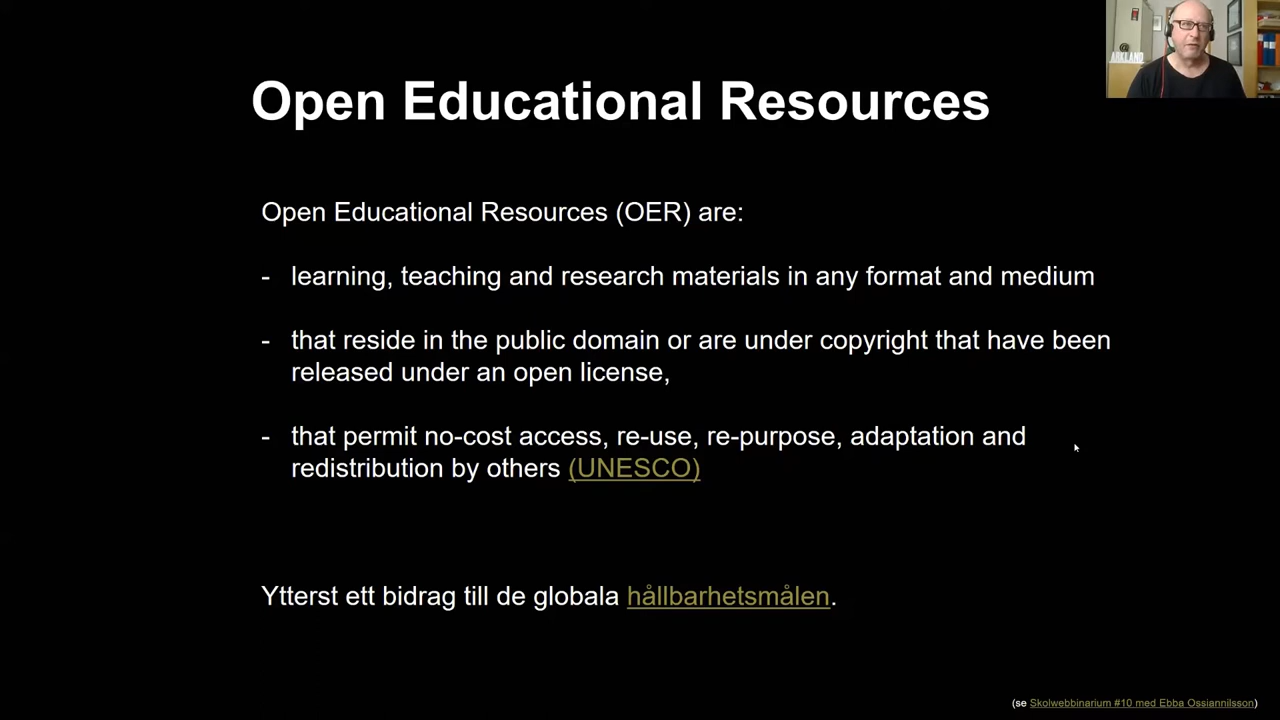 Open Educational Resources
Open Educational Resources (OER) are:
- learning, teaching and research materials in any format and medium
- that reside in the public domain or are under copyright that have been
released under an open license,
- that permit no-cost access, re-use, re-purpose, adaptation and
redistribution by others (UNESCO)
Ytterst ett bidrag till de globala hållbarhetsmålen.
(se Skolwebbinarium #10 med Ebba Ossiannilsson)